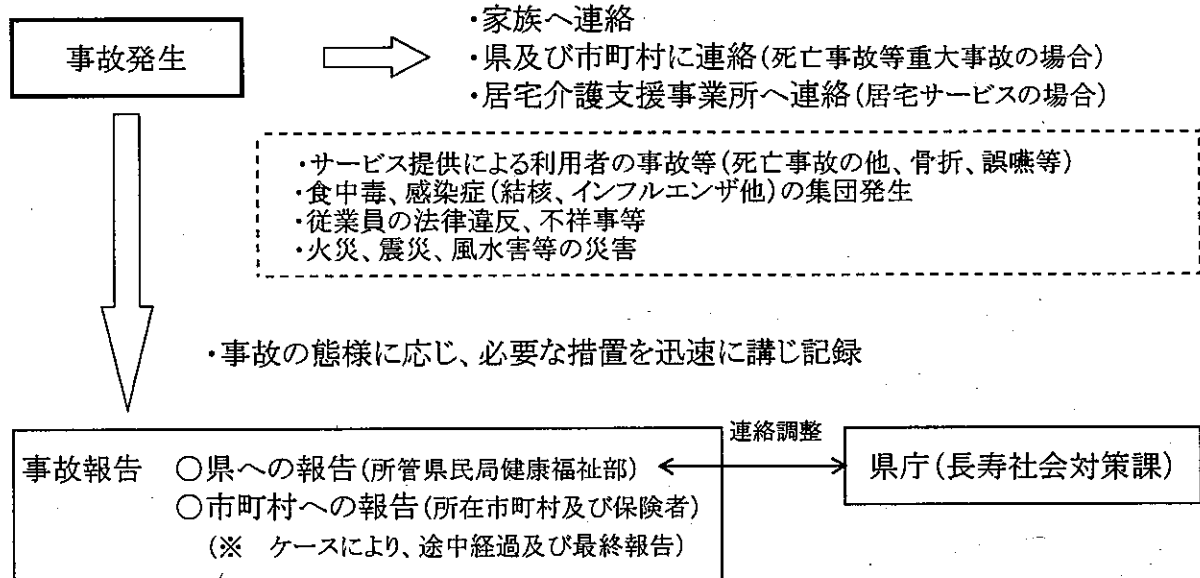 ・家族へ連絡
事故発生
・県及び市町村に連絡(死亡事故等重大事故の場合)
・居宅介護支援事業所へ連絡(居宅サービスの場合)
・サービス提供による利用者の事故等(死亡事故の他、骨折、誤嚥等)
・食中毒、感染症(結核、インフルエンザ他)の集団発生
・従業員の法律違反、不祥事等
・火災、震災、風水害等の災害
・事故の態様に応じ、必要な措置を迅速に講じ記録
連絡調整
事故報告 ○県への報告(所管県民局健康福祉部)
県庁(長寿社会対策課)
○市町村への報告(所在市町村及び保険者)
(※ ケースにより、途中経過及び最終報告)